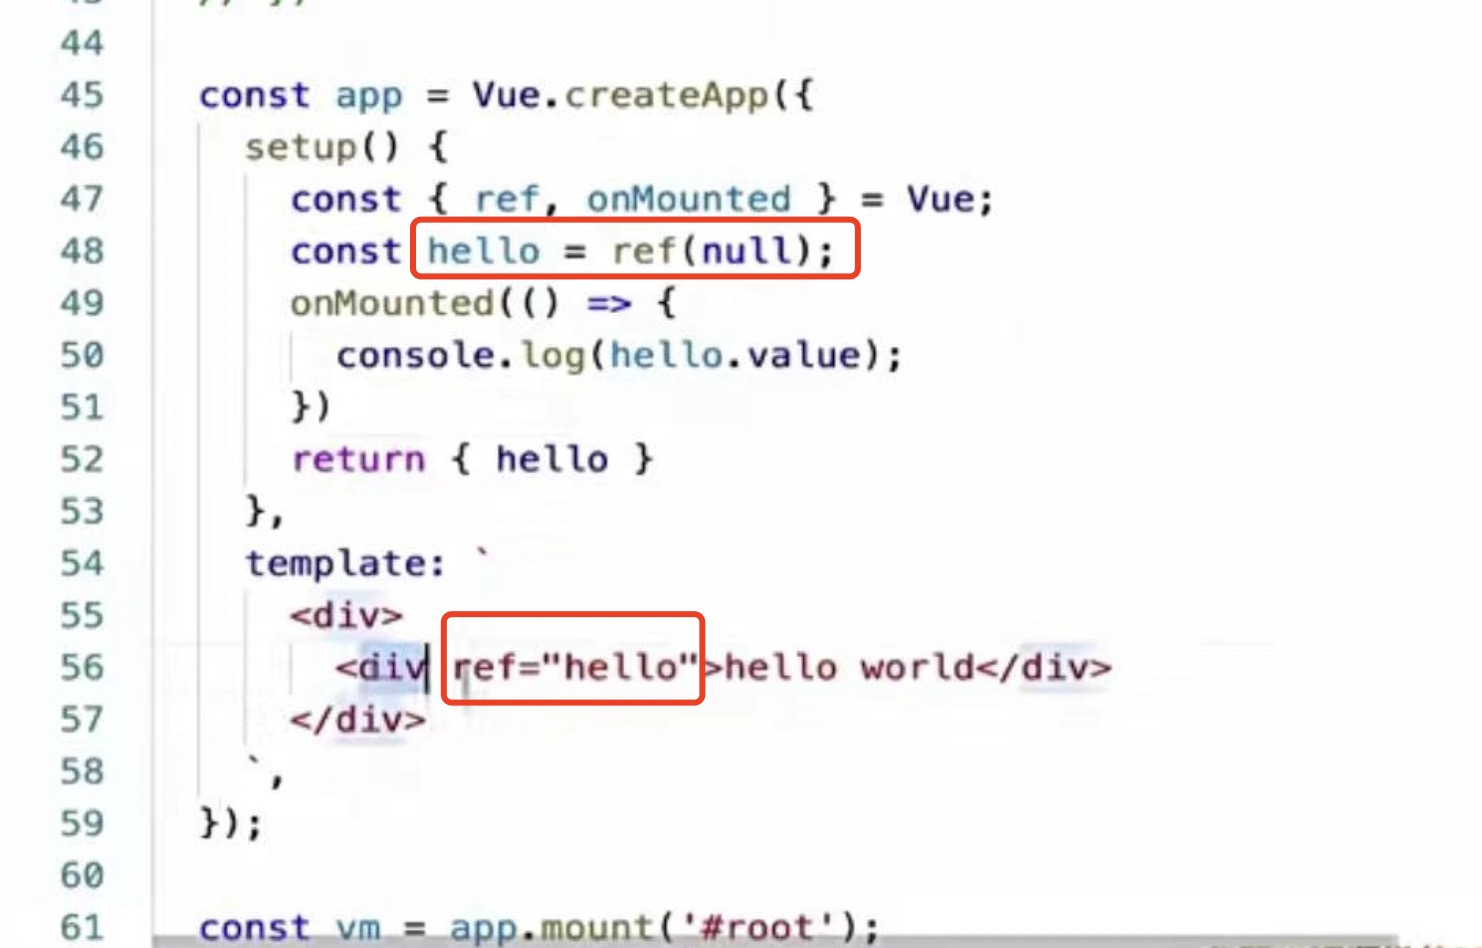 44
45 const app = Vue.createApp({
46 setup() {
47 const { ref, onMounted } = Vue;
48 const hello = ref(null);
49 onMounted(() => {
50 console.log(hello.value);
51 })
52 return { hello }
53 },
54 template: `
55 <div>
56 <div ref="hello">hello world</div>
57 </div>
58 `,
59 });
60
61 const vm = app.mount('#root');